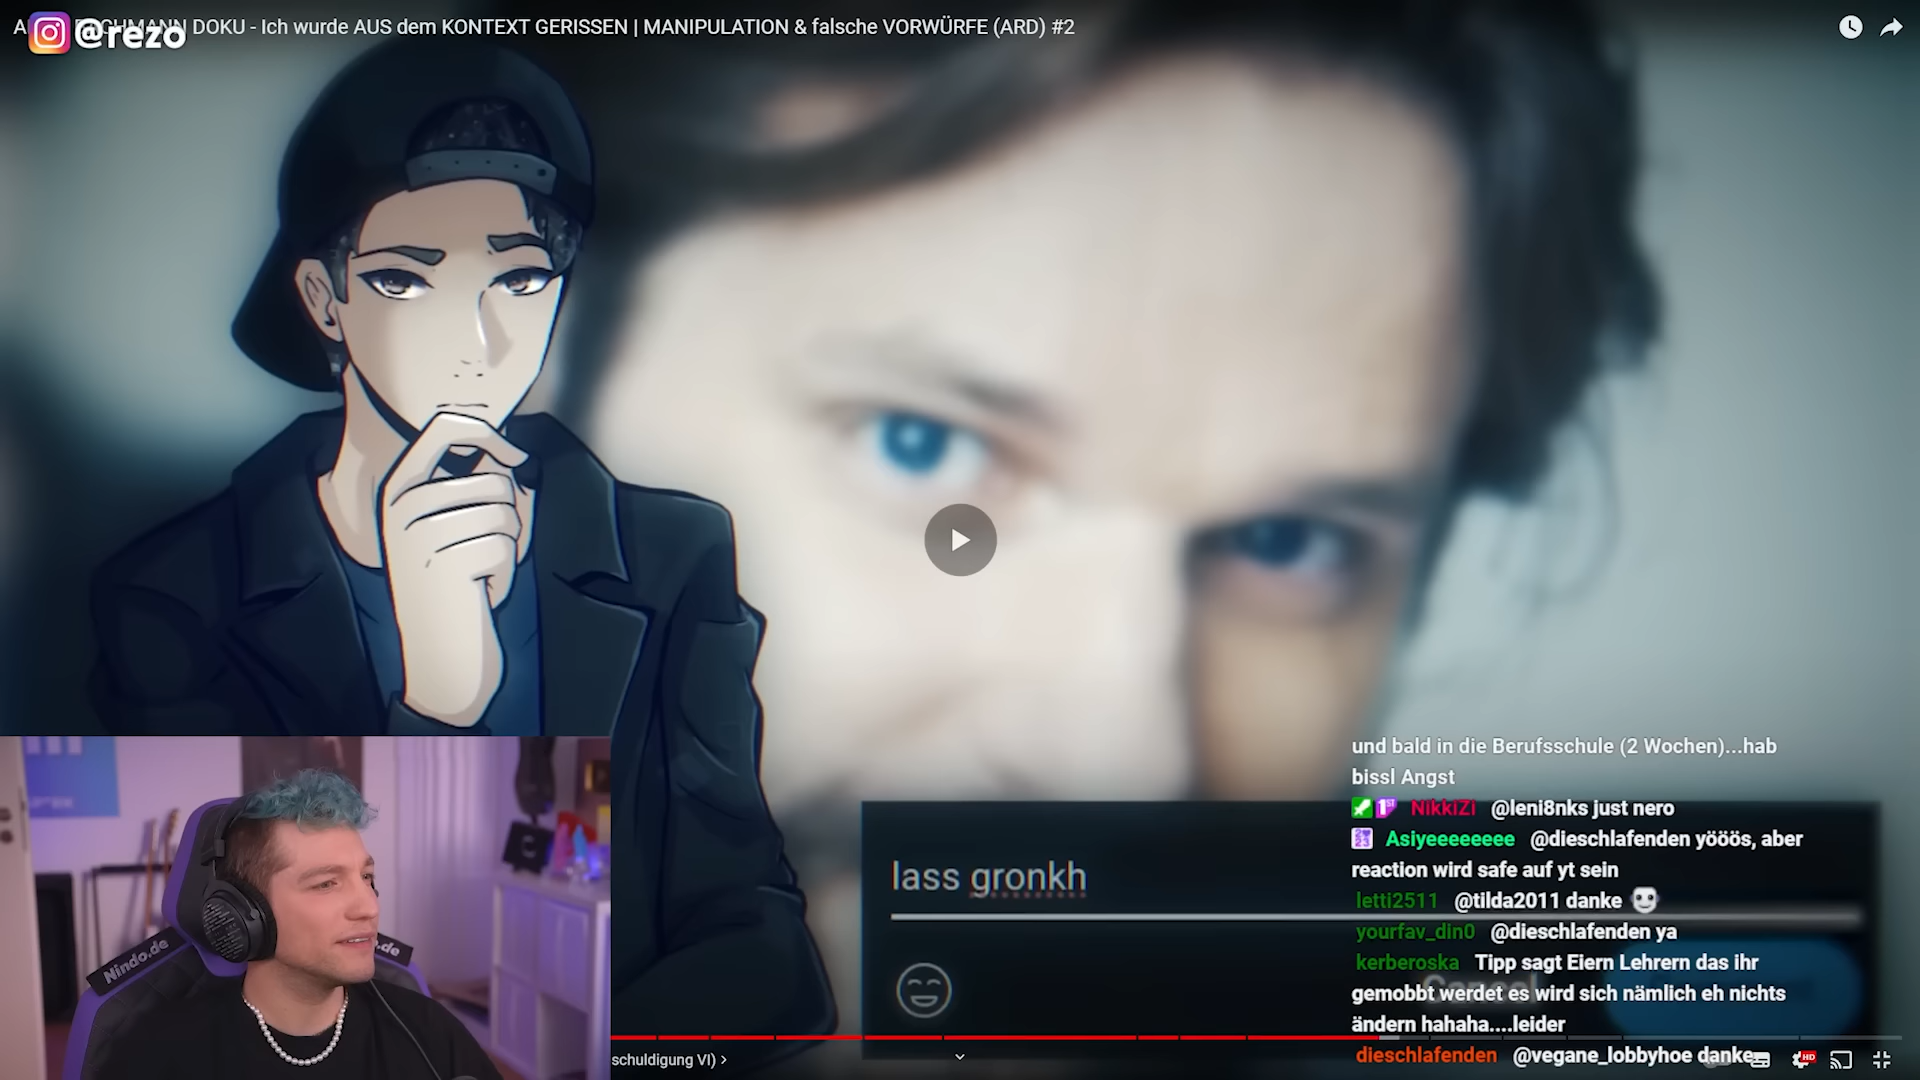 DOKU - Ich wurde AUS dem KONTEXT GERISSEN | MANIPULATION & falsche VORWÜRFE (ARD) #2
@rezo
und bald in die Berufsschule (2 Wochen)...hab
bissl Angst
NikkiZi @leni8nks just nero
Asiyeeeeeeee @dieschlafenden yööös, aber
reaction wird safe auf yt sein
letti2511 @tilda2011 danke
yourfav_din0 @dieschlafenden ya
kerberoska Tipp sagt Eiern Lehrern das ihr
gemobbt werdet es wird sich nämlich eh nichts
ändern hahaha....leider
dieschlafenden @vegane_lobbyhoe danke
lass gronkh
Cancel
Nindo.de
.de
schuldigung VI) >
HD